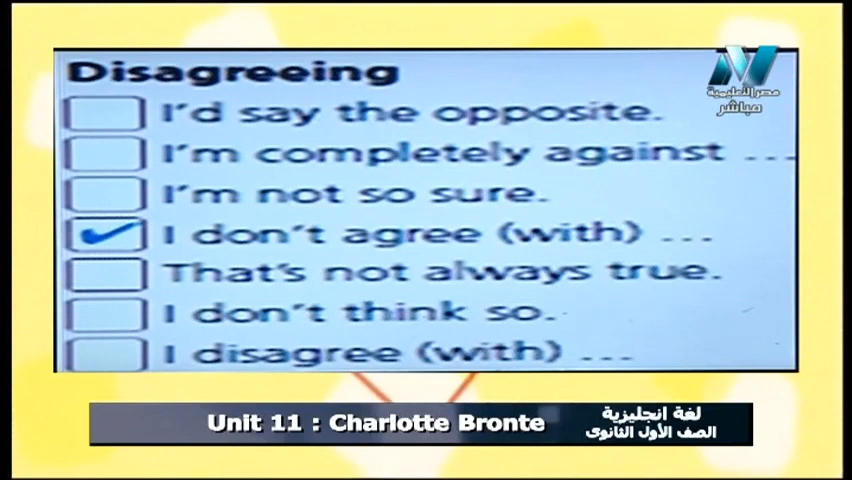 Disagreeing
مصر التعليمية
مباشر
I'd say the opposite.
I'm completely against ...
I'm not so sure.
I don't agree (with) ...
That's not always true.
I don't think so.
I disagree (with) ...
Unit 11 : Charlotte Bronte
لغة انجليزية
الصف الأول الثانوى